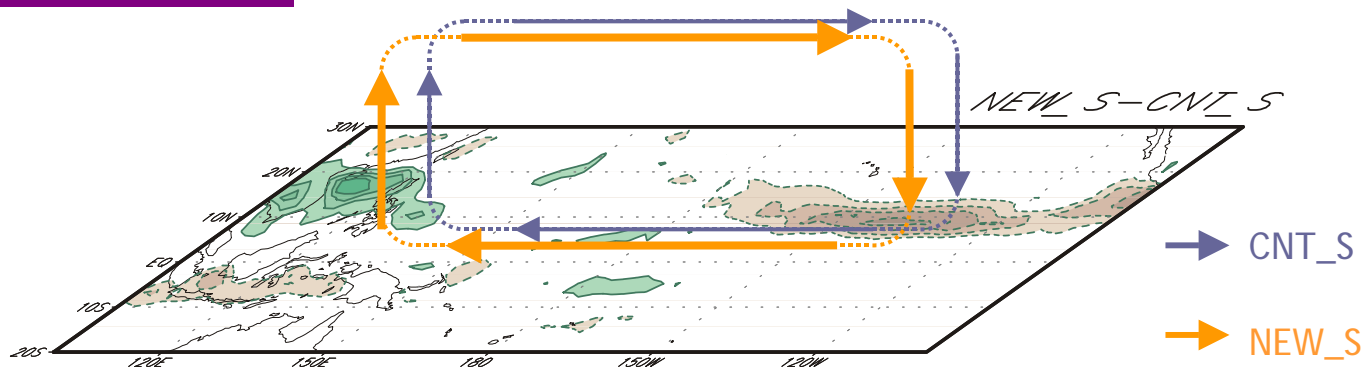 NEW_S-CNT_S
30N
20N
10N
EQ
10S
20S
120E 150E 180 150W 120W
CNT_S
NEW_S